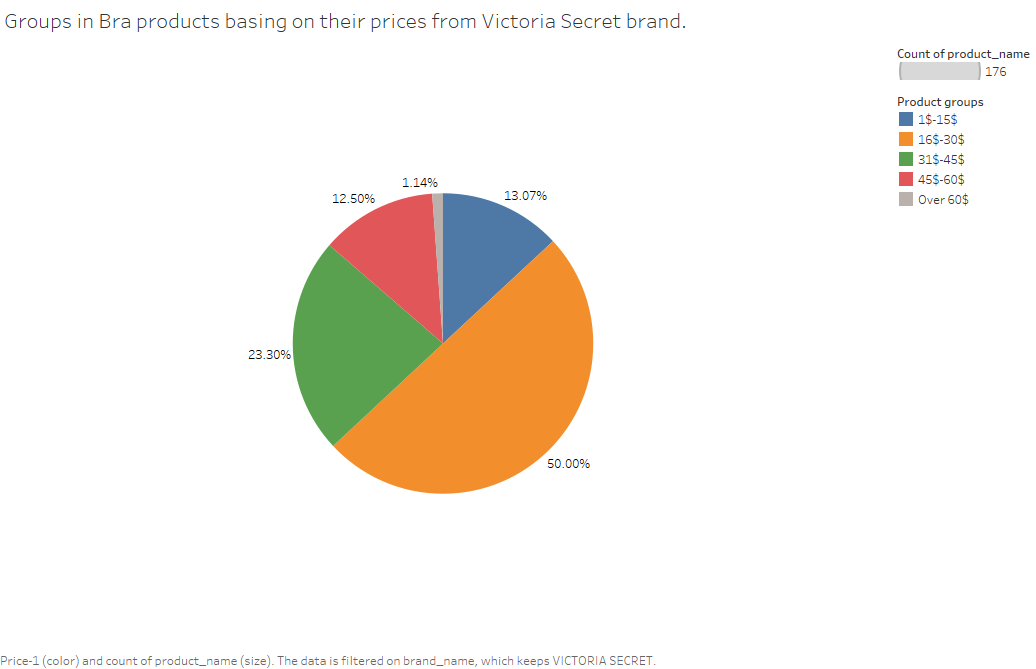 Groups in Bra products basing on their prices from Victoria Secret brand.
Count of product_name
176
Product groups
1$-15$
16$-30$
31$-45$
45$-60$
Over 60$
1.14%
12.50%
13.07%
23.30%
50.00%
Price-1 (color) and count of product_name (size). The data is filtered on brand_name, which keeps VICTORIA SECRET.